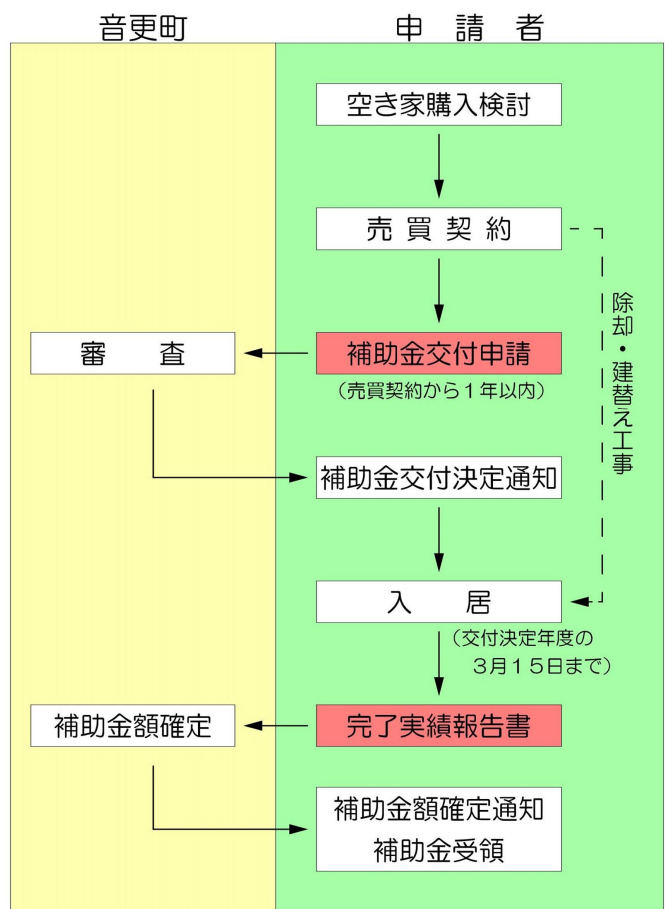 音更町
申請者
空き家購入検討
売買契約
除却・建替え工事
審査
補助金交付申請
(売買契約から１年以内)
補助金交付決定通知
入居
(交付決定年度の
３月１５日まで)
補助金額確定
完了実績報告書
補助金額確定通知
補助金受領